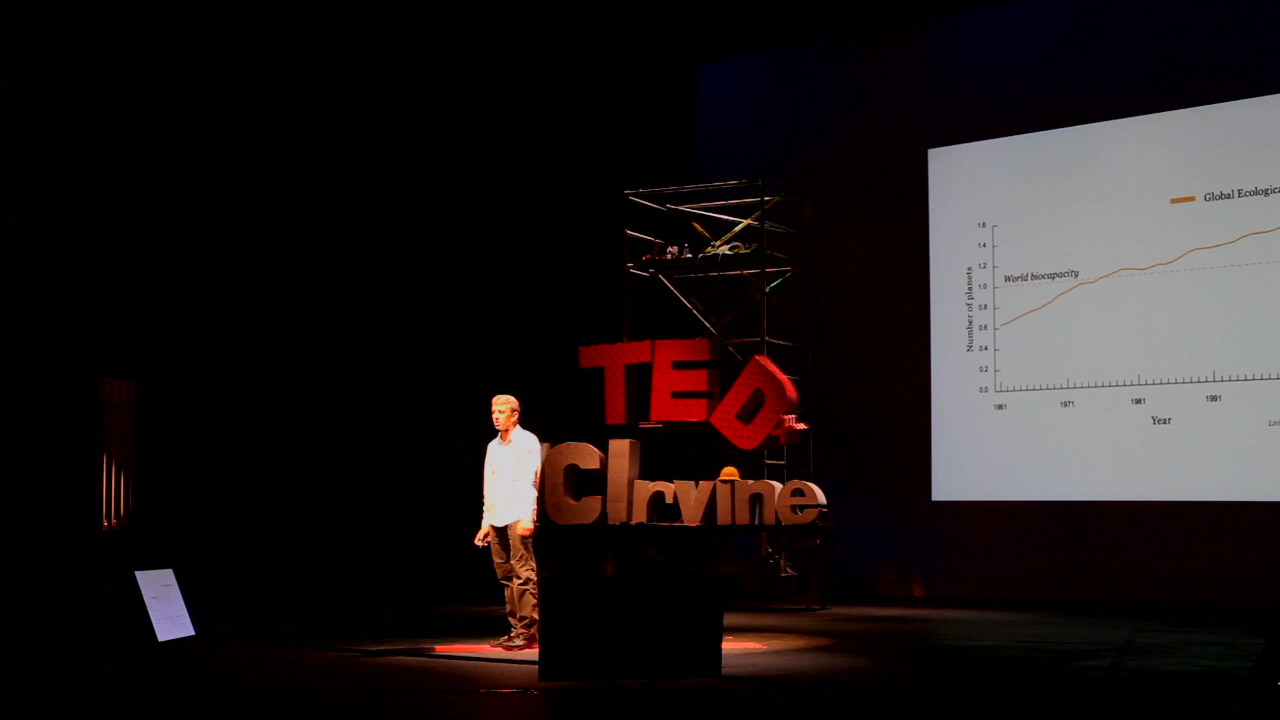 TED
CIrvine
Global
World biocapacity
Number of planets
1.6
1.4
1.2
1.0
0.8
0.6
0.4
0.2
0.0
1961
1971
1981
1991
Year